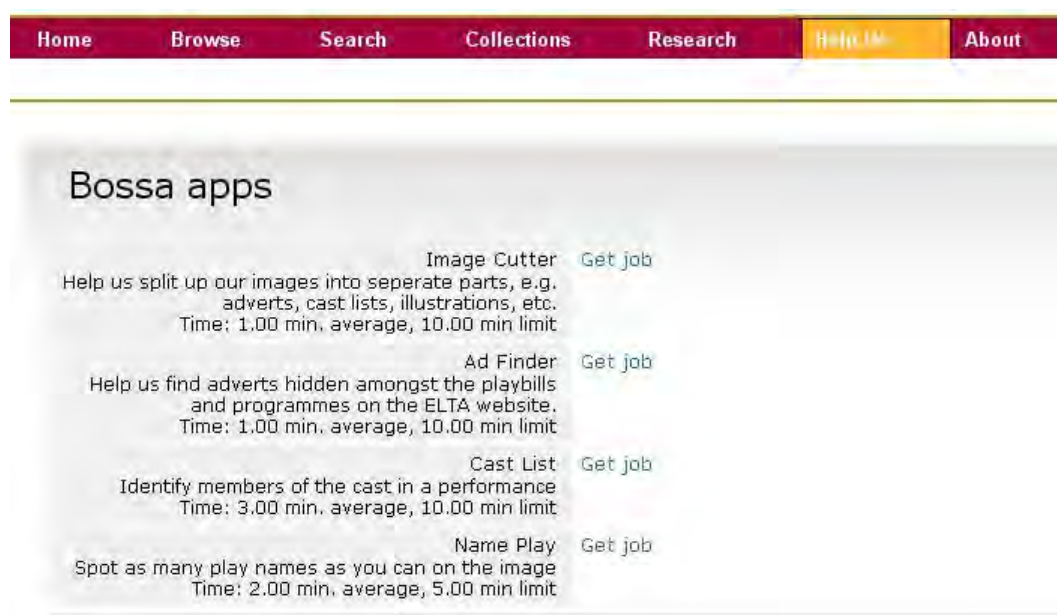 Home Browse Search Collections Research Help Us About
Bossa apps
Image Cutter Get job
Help us split up our images into seperate parts, e.g.
adverts, cast lists, illustrations, etc.
Time: 1.00 min. average, 10.00 min limit
Ad Finder Get job
Help us find adverts hidden amongst the playbills
and programmes on the ELTA website.
Time: 1.00 min. average, 10.00 min limit
Cast List Get job
Identify members of the cast in a performance
Time: 3.00 min. average, 10.00 min limit
Name Play Get job
Spot as many play names as you can on the image
Time: 2.00 min. average, 5.00 min limit